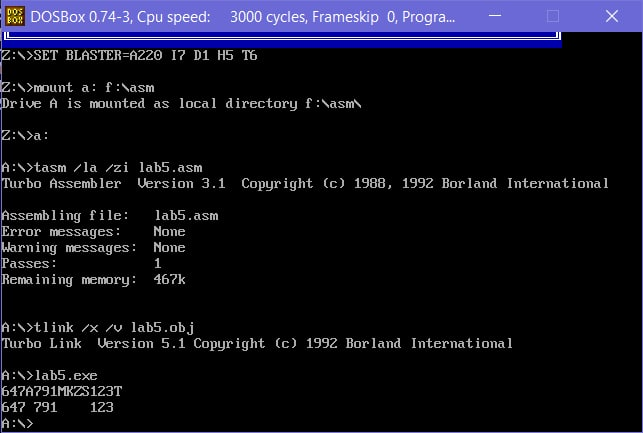 DOS
BOX
DOSBox 0.74-3, Cpu speed:    3000 cycles, Frameskip  0, Progra...
Z:\>SET BLASTER=A220 I7 D1 H5 T6
Z:\>mount a: f:\asm
Drive A is mounted as local directory f:\asm\
Z:\>a:
A:\>tasm /la /zi lab5.asm
Turbo Assembler  Version 3.1  Copyright (c) 1988, 1992 Borland International
Assembling file:   lab5.asm
Error messages:    None
Warning messages:  None
Passes:            1
Remaining memory:  467k
A:\>tlink /x /v lab5.obj
Turbo Link  Version 5.1 Copyright (c) 1992 Borland International
A:\>lab5.exe
647A791MKZS123T
647 791    123
A:\>